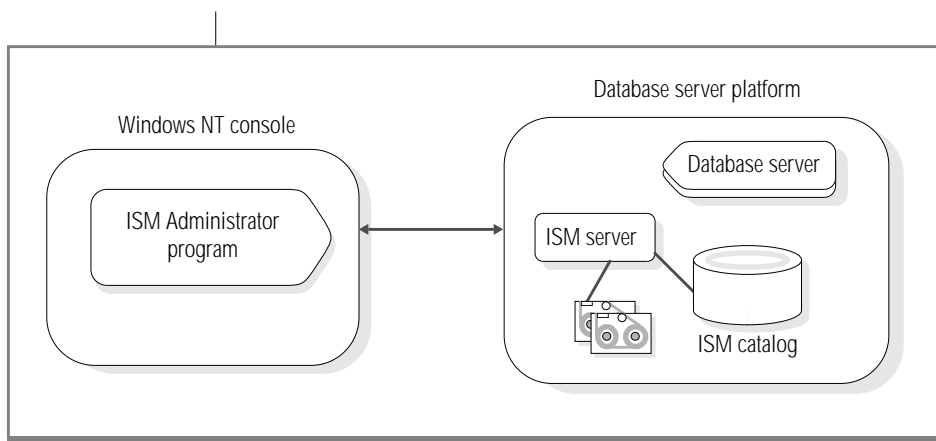 Database server platform
Windows NT console
Database server
ISM Administrator
program
ISM server
ISM catalog